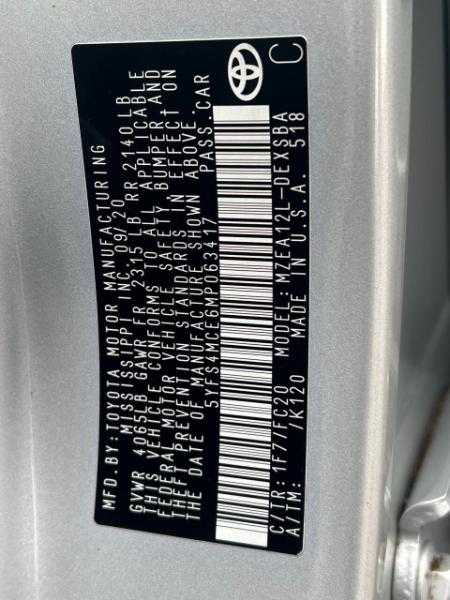 MFD. BY: TOYOTA MOTOR MANUFACTURING
MISSISSIPPI INC. 09/20
GVWR 4065LB GAWR FR 2315 LB RR 2140 LB
THIS VEHICLE CONFORMS TO ALL APPLICABLE
FEDERAL MOTOR VEHICLE SAFETY, BUMPER AND
THEFT PREVENTION STANDARDS IN EFFECT ON
THE DATE OF MANUFACTURE SHOWN ABOVE.
5YFS4MCE6MP063417 PASS. CAR
C/TR: 1F7/FC20 MODEL: MZEA12L-DEXSBA
A/TM: /K120 MADE IN U.S.A. 518
C